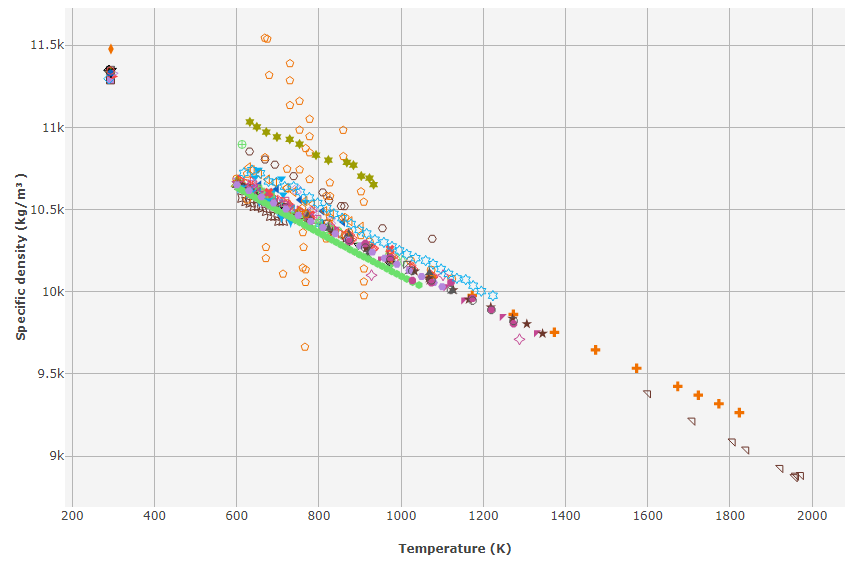 11.5k
11k
10.5k
10k
9.5k
9k
Specific density (kg/m³ )
200 400 600 800 1000 1200 1400 1600 1800 2000
Temperature (K)